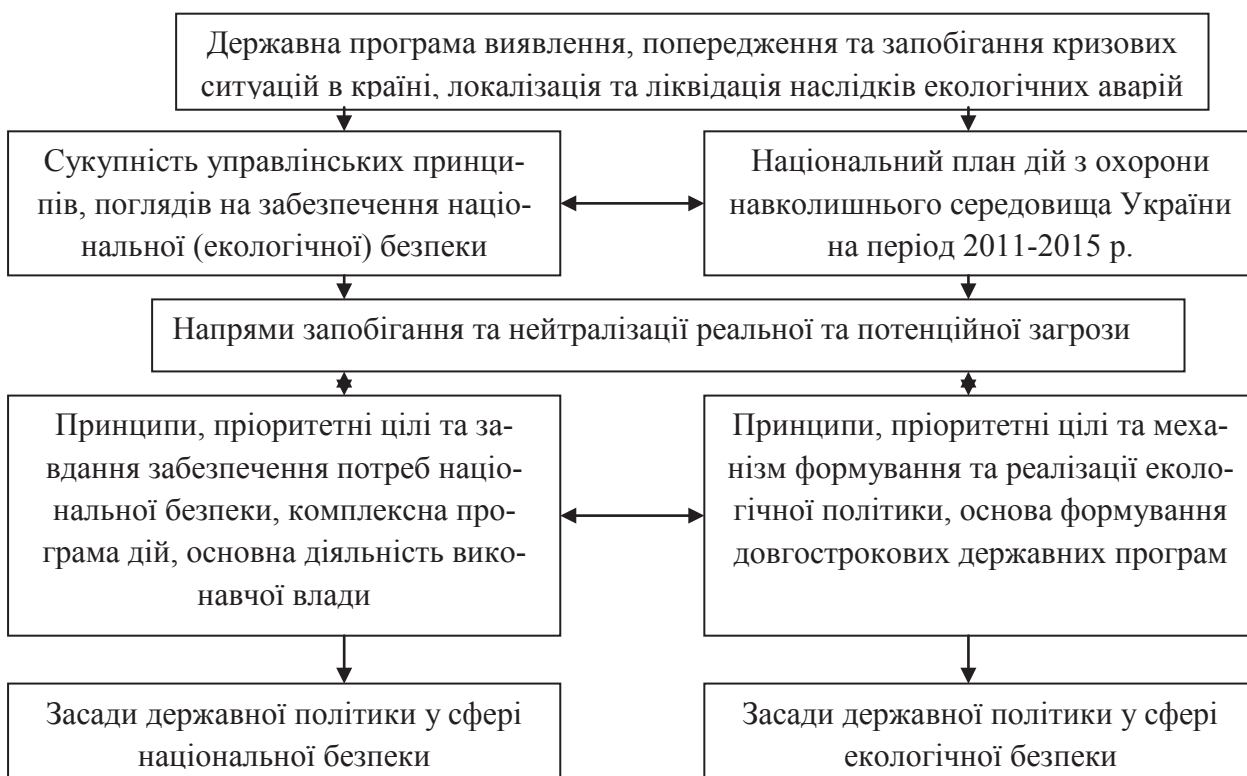 Державна програма виявлення, попередження та запобігання кризових
ситуацій в країні, локалізація та ліквідація наслідків екологічних аварій
Сукупність управлінських принци-
пів, поглядів на забезпечення націо-
нальної (екологічної) безпеки
Національний план дій з охорони
навколишнього середовища України
на період 2011-2015 р.
Напрями запобігання та нейтралізації реальної та потенційної загрози
Принципи, пріоритетні цілі та за-
вдання забезпечення потреб націо-
нальної безпеки, комплексна про-
грама дій, основна діяльність вико-
навчої влади
Принципи, пріоритетні цілі та меха-
нізм формування та реалізації еколо-
гічної політики, основа формування
довгострокових державних програм
Засади державної політики у сфері
національної безпеки
Засади державної політики у сфері
екологічної безпеки